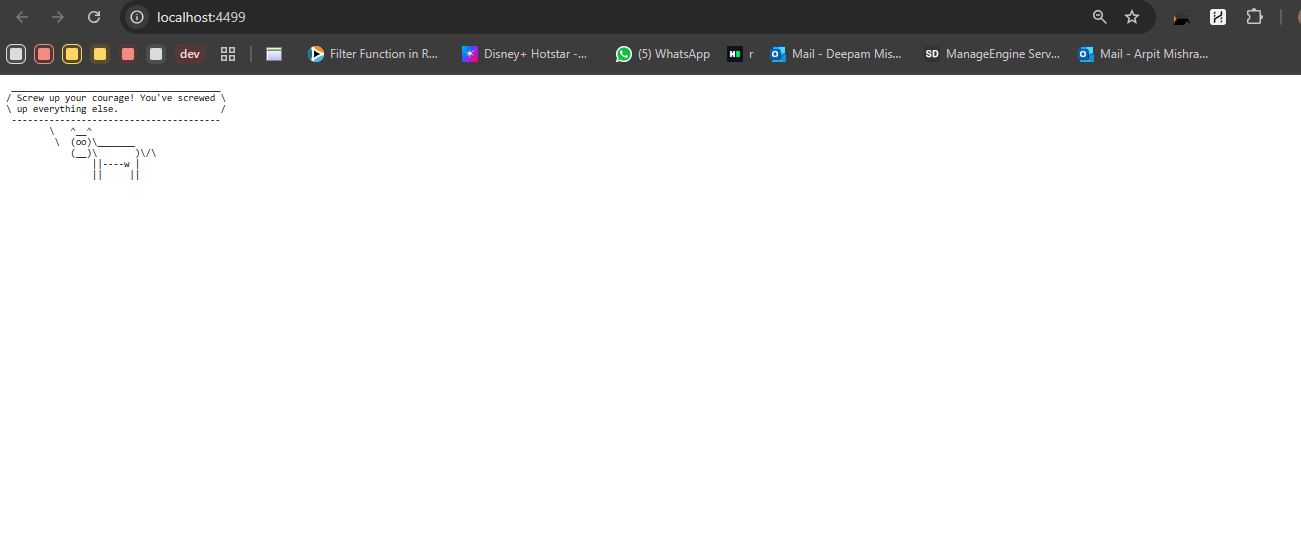 localhost:4499
dev
Filter Function in R...
Disney+ Hotstar -...
(5) WhatsApp
H r
Mail - Deepam Mis...
SD ManageEngine Serv...
Mail - Arpit Mishra...
 _______________________________________
/ Screw up your courage! You've screwed \
\ up everything else.                   /
 ---------------------------------------
        \   ^__^
         \  (oo)\_______
            (__)\       )\/\
                ||----w |
                ||     ||